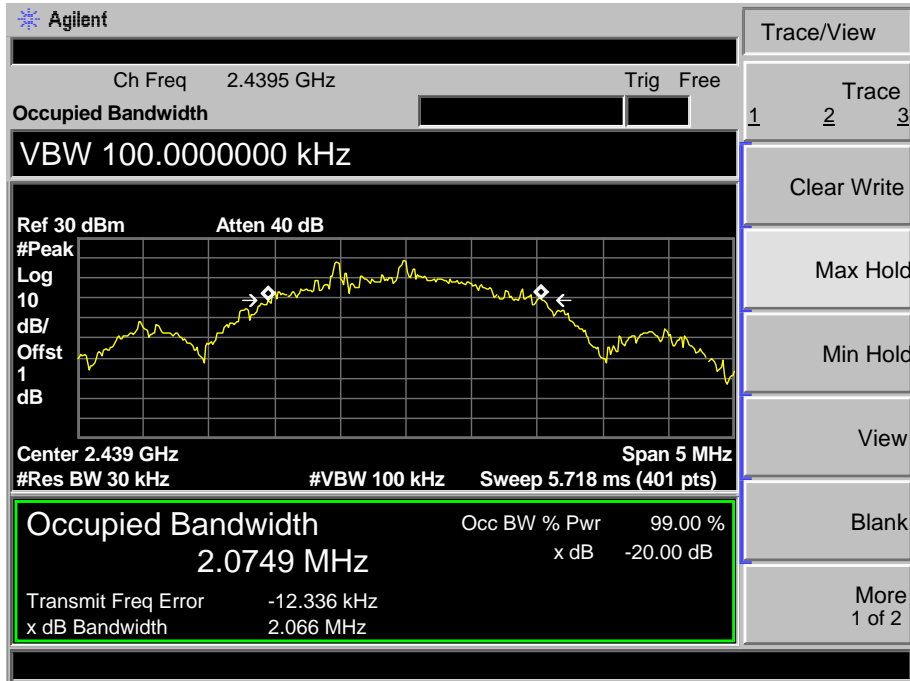 Agilent
Trace/View
Ch Freq 2.4395 GHz Trig Free
Occupied Bandwidth
VBW 100.0000000 kHz
Ref 30 dBm Atten 40 dB
#Peak
Log
10
dB/
Offst
1
dB
Center 2.439 GHz Span 5 MHz
#Res BW 30 kHz #VBW 100 kHz Sweep 5.718 ms (401 pts)
Occupied Bandwidth
2.0749 MHz
Occ BW % Pwr 99.00 %
x dB -20.00 dB
Transmit Freq Error -12.336 kHz
x dB Bandwidth 2.066 MHz
Trace
1 2 3
Clear Write
Max Hold
Min Hold
View
Blank
More
1 of 2